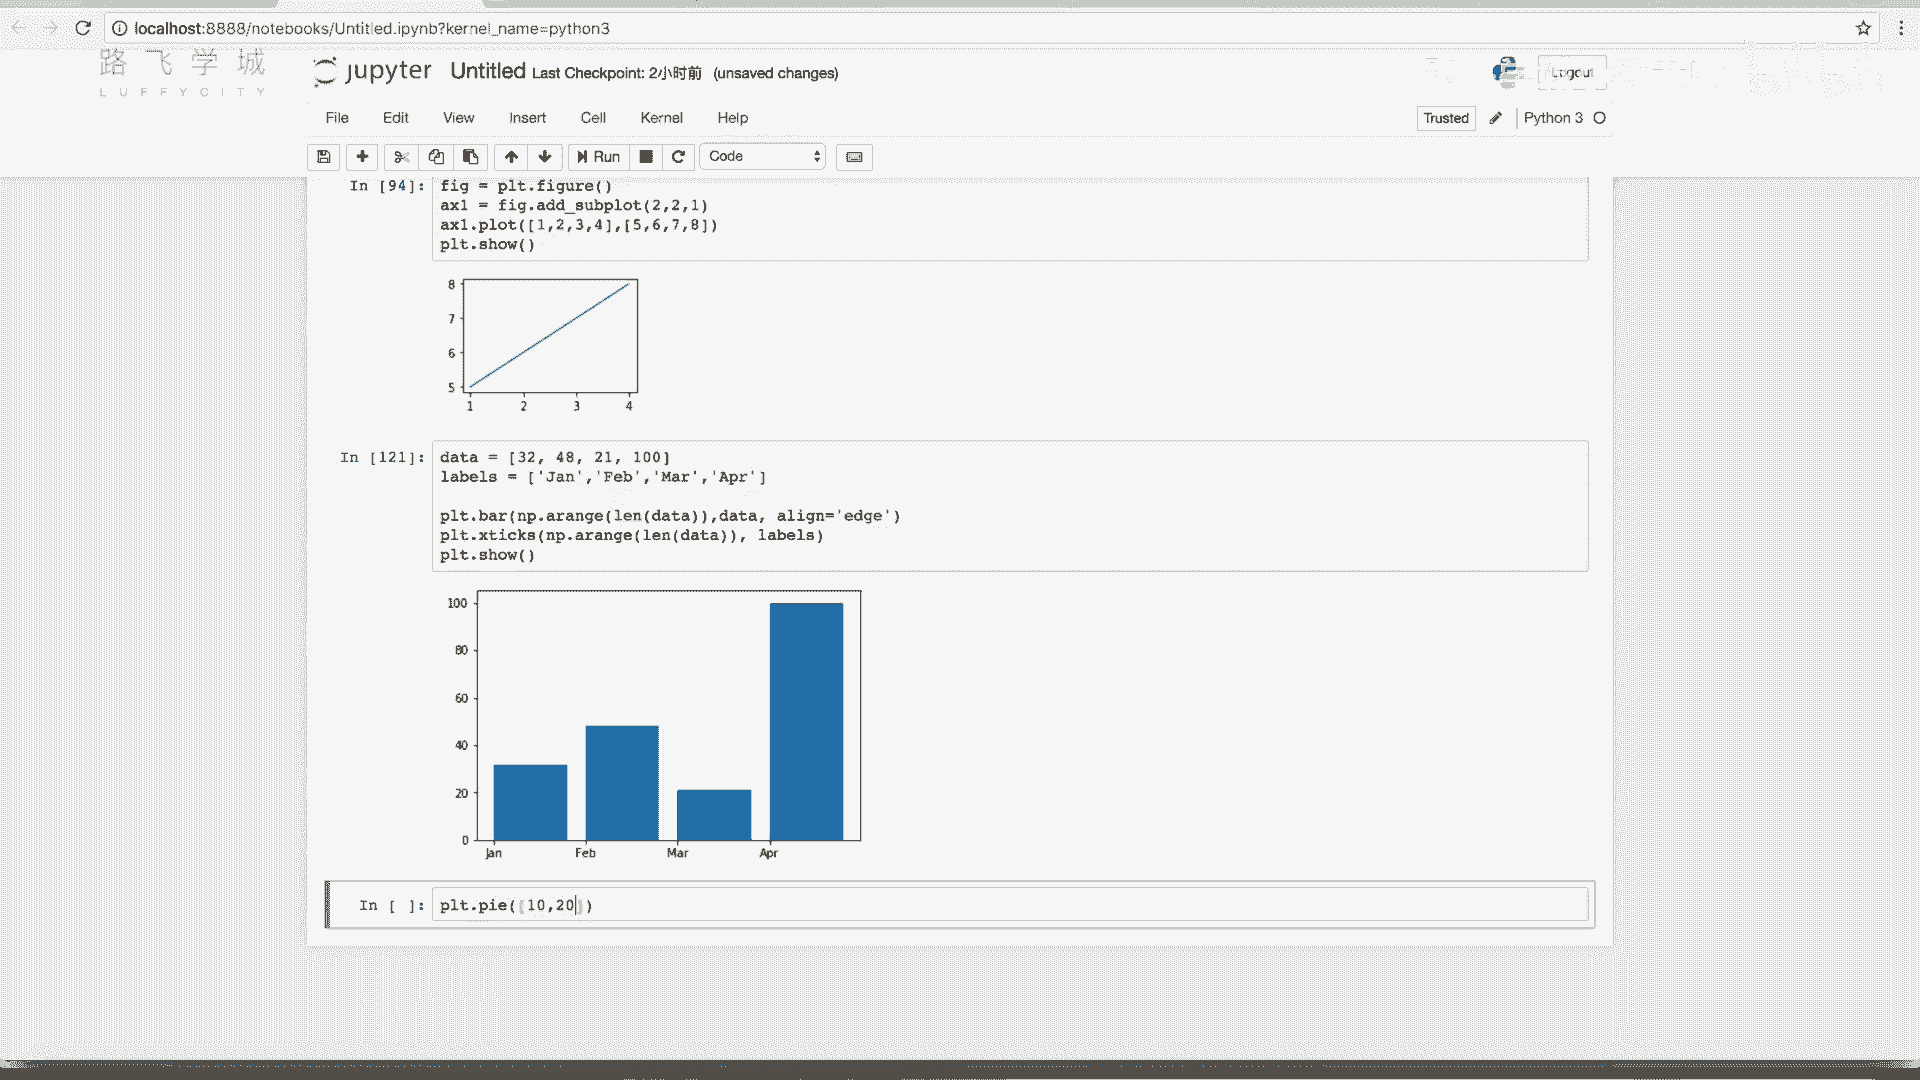 localhost:8888/notebooks/Untitled.ipynb?kernel_name=python3
路飞学城
LUFFYCITY
jupyter Untitled Last Checkpoint: 2小时前 (unsaved changes)
Logout
File Edit View Insert Cell Kernel Help
Trusted Python 3
Run Code
In [94]: fig = plt.figure()
ax1 = fig.add_subplot(2,2,1)
ax1.plot([1,2,3,4],[5,6,7,8])
plt.show()
8
7
6
5
1 2 3 4
In [121]: data = [32, 48, 21, 100]
labels = ['Jan','Feb','Mar','Apr']
plt.bar(np.arange(len(data)),data, align='edge')
plt.xticks(np.arange(len(data)), labels)
plt.show()
100
80
60
40
20
0
Jan Feb Mar Apr
In [ ]: plt.pie([10,20])